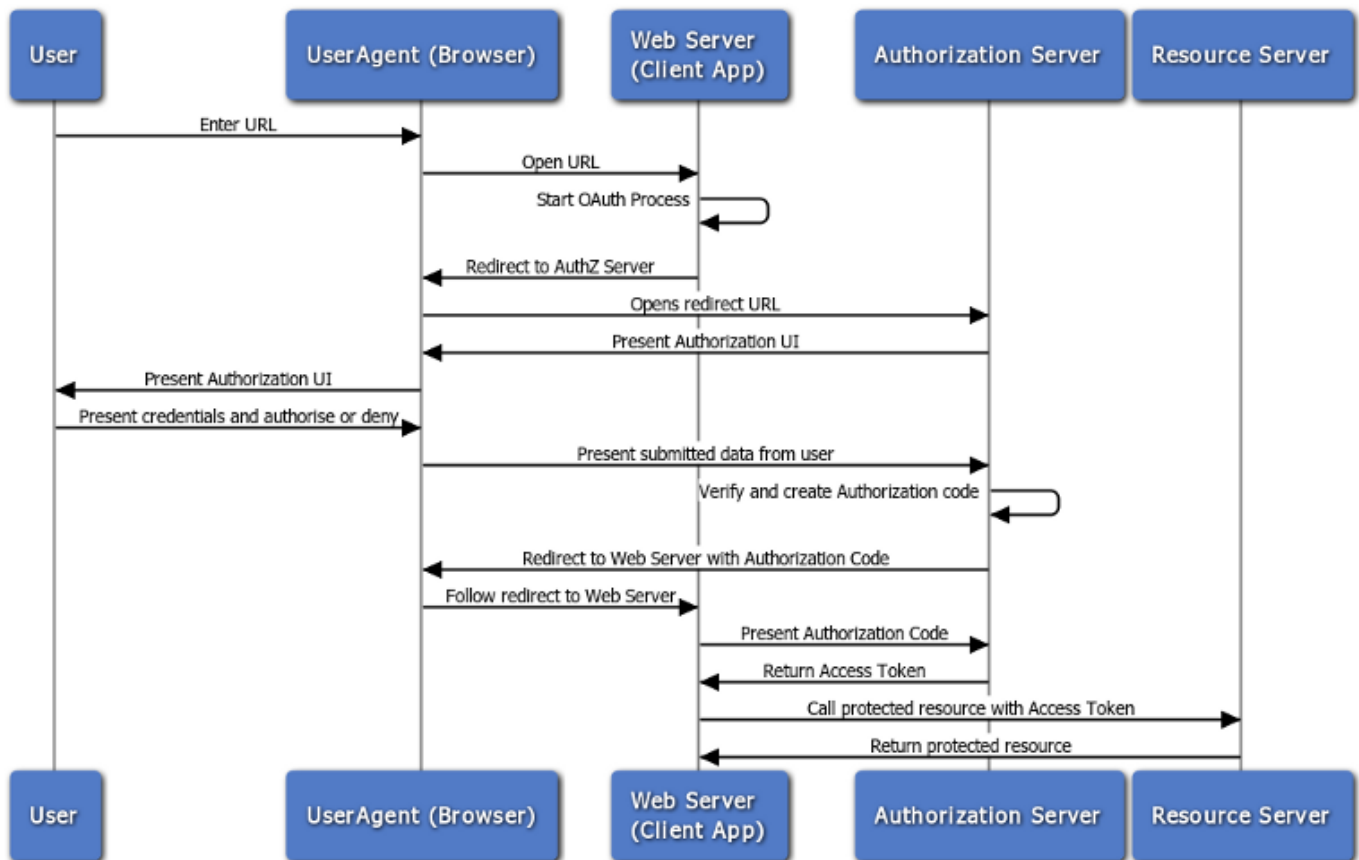 User
UserAgent (Browser)
Web Server
(Client App)
Authorization Server
Resource Server
Enter URL
Open URL
Start OAuth Process
Redirect to AuthZ Server
Opens redirect URL
Present Authorization UI
Present Authorization UI
Present credentials and authorise or deny
Present submitted data from user
Verify and create Authorization code
Redirect to Web Server with Authorization Code
Follow redirect to Web Server
Present Authorization Code
Return Access Token
Call protected resource with Access Token
Return protected resource
User
UserAgent (Browser)
Web Server
(Client App)
Authorization Server
Resource Server